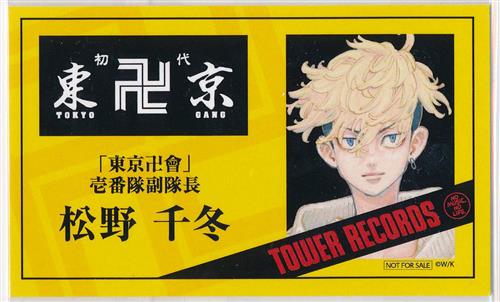 初代
東卍京
TOKYO GANG
「東京卍會」
壱番隊副隊長
松野 千冬
TOWER RECORDS
NO MUSIC, NO LIFE.
NOT FOR SALE
©W/K